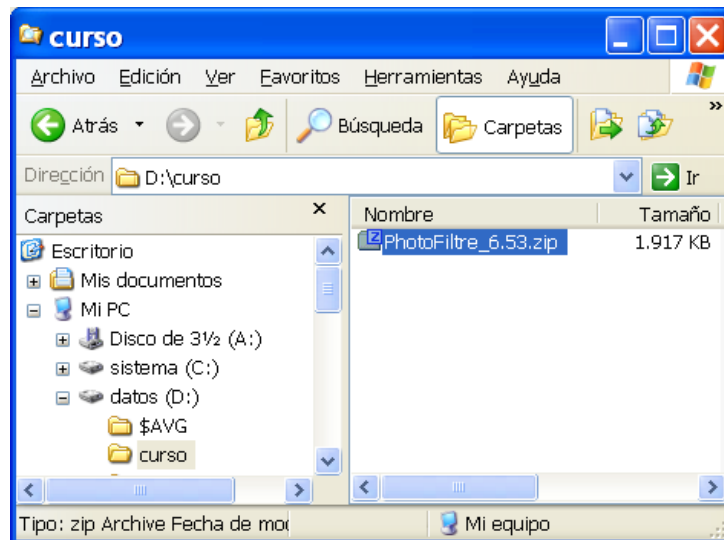 curso
Archivo Edición Ver Favoritos Herramientas Ayuda
Atrás Búsqueda Carpetas »
Dirección D:\curso Ir
Carpetas × Nombre Tamaño
Escritorio PhotoFiltre_6.53.zip 1.917 KB
Mis documentos
Mi PC
Disco de 3½ (A:)
sistema (C:)
datos (D:)
$AVG
curso
Tipo: zip Archive Fecha de mo Mi equipo